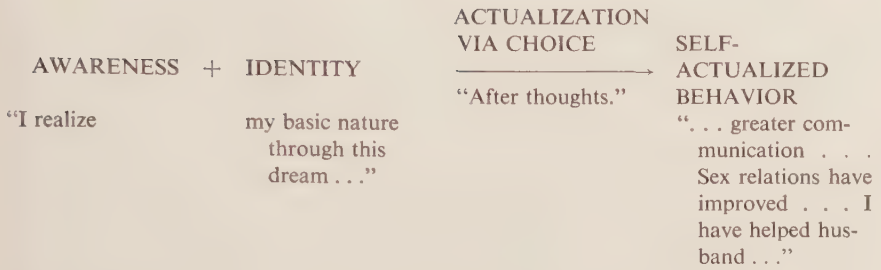 ACTUALIZATION
VIA CHOICE
SELF-
AWARENESS + IDENTITY
ACTUALIZED
"After thoughts."
BEHAVIOR
"I realize
my basic nature
through this
dream . . ."
". . . greater com-
munication . . .
Sex relations have
improved . . . I
have helped hus-
band . . ."